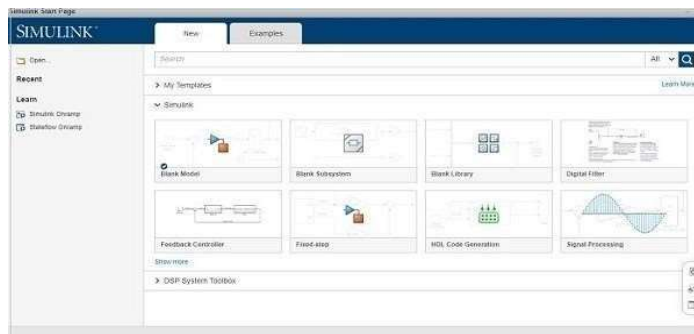 Simulink Start Page
SIMULINK
New
Examples
Open...
Recent
Learn
Simulink Onramp
Stateflow Onramp
Search
All
My Templates
Learn More
Simulink
Blank Model
Blank Subsystem
Blank Library
Digital Filter
Feedback Controller
Fixed-step
HDL Code Generation
Signal Processing
Show more
DSP System Toolbox